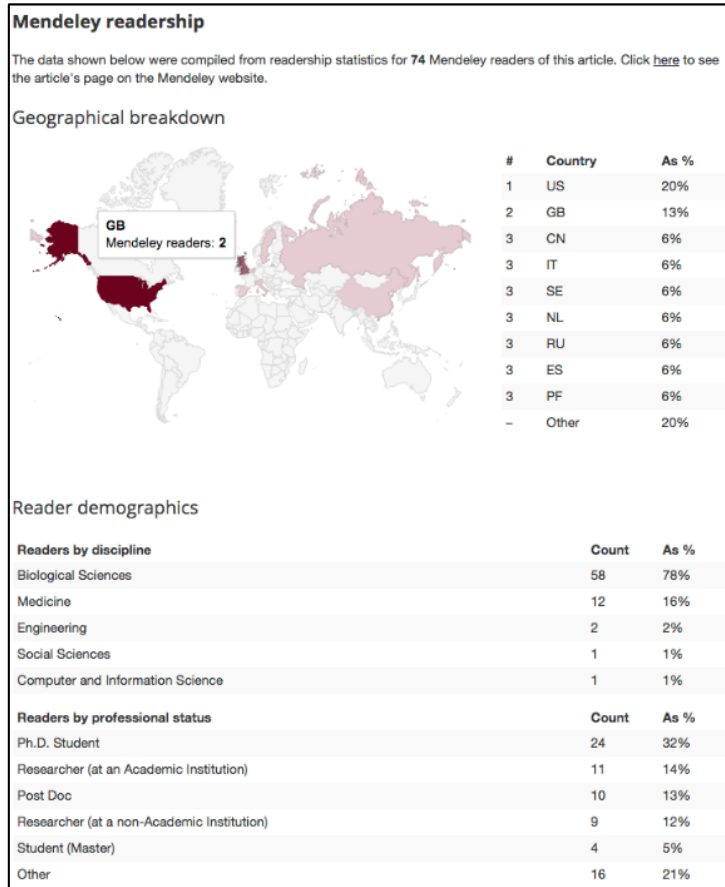 Mendeley readership
The data shown below were compiled from readership statistics for 74 Mendeley readers of this article. Click here to see
the article's page on the Mendeley website.
Geographical breakdown
GB
Mendeley readers: 2
# Country As %
1 US 20%
2 GB 13%
3 CN 6%
3 IT 6%
3 SE 6%
3 NL 6%
3 RU 6%
3 ES 6%
3 PF 6%
– Other 20%
Reader demographics
Readers by discipline Count As %
Biological Sciences 58 78%
Medicine 12 16%
Engineering 2 2%
Social Sciences 1 1%
Computer and Information Science 1 1%
Readers by professional status Count As %
Ph.D. Student 24 32%
Researcher (at an Academic Institution) 11 14%
Post Doc 10 13%
Researcher (at a non-Academic Institution) 9 12%
Student (Master) 4 5%
Other 16 21%